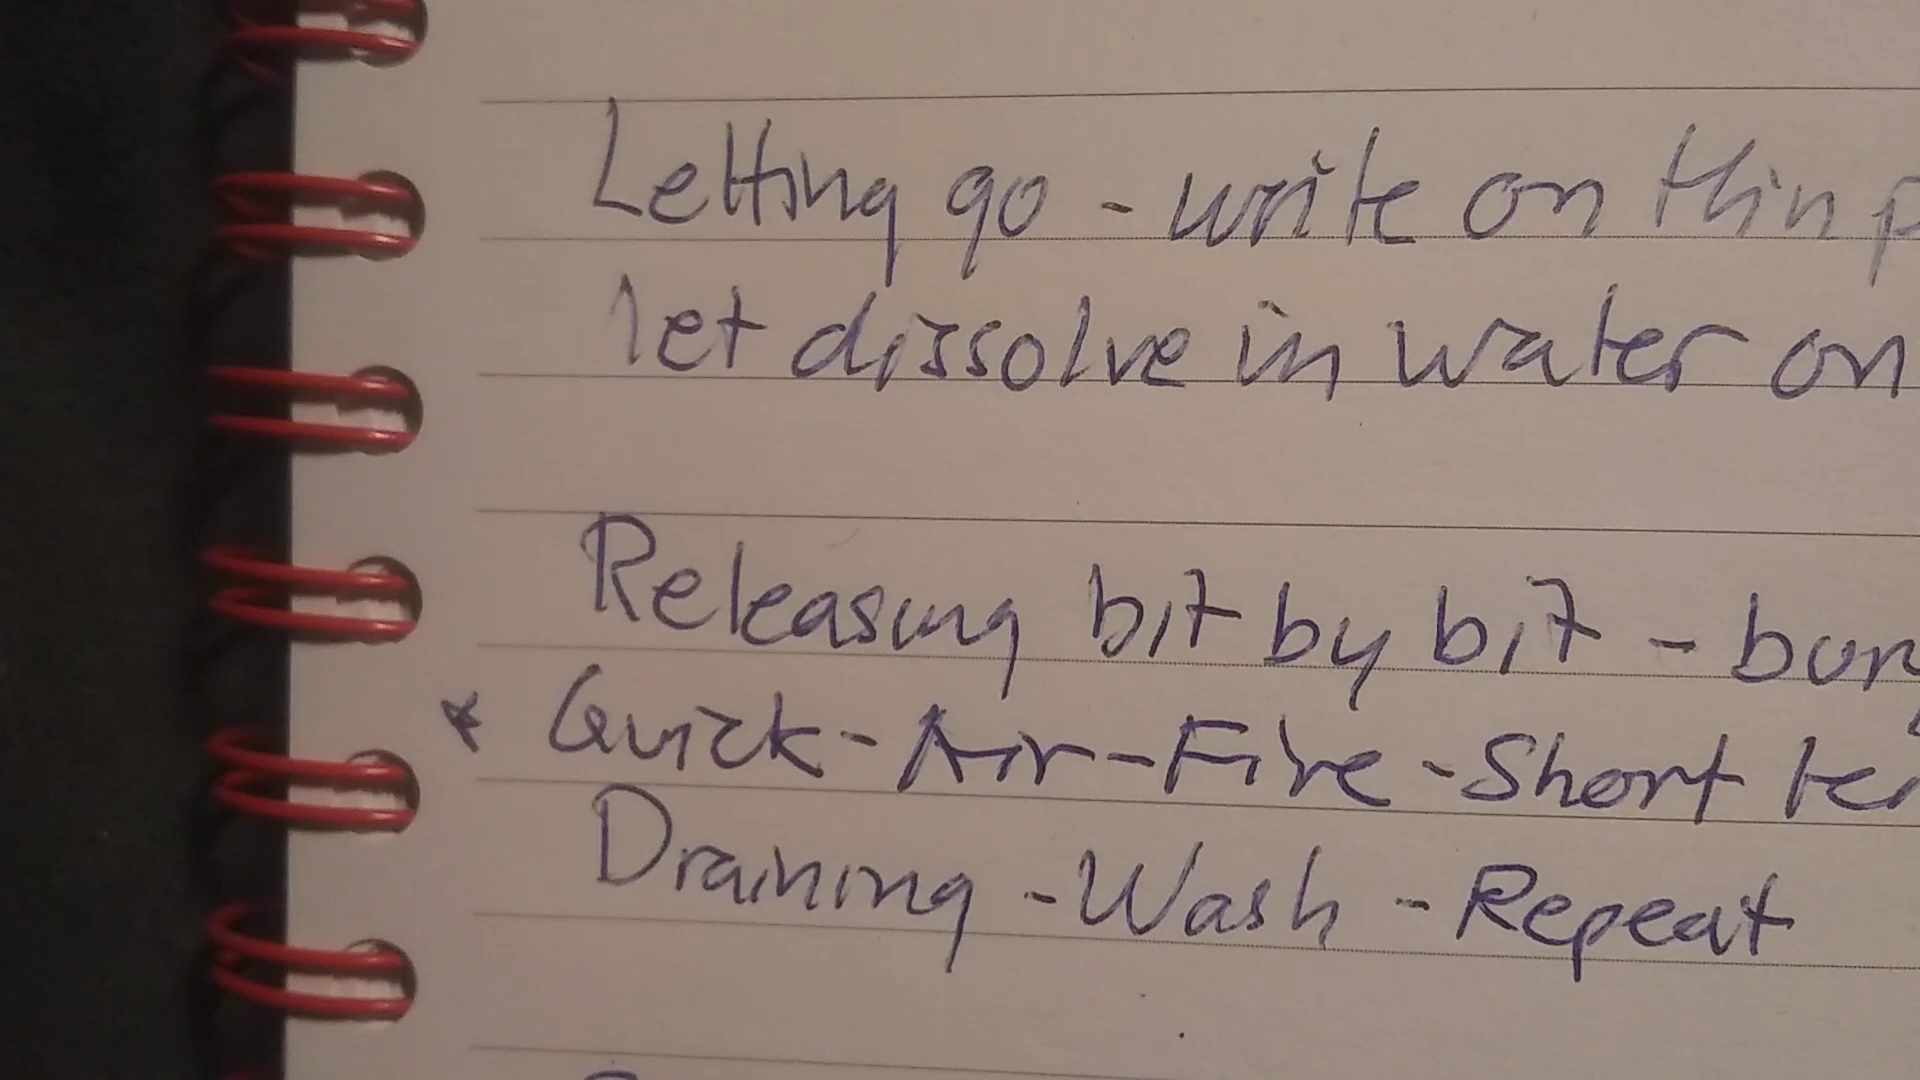 Letting go - write on thin p
let dissolve in water on
Releasing bit by bit - bur
* Quick - Air - Fire - Short ter
Draining - Wash - Repeat